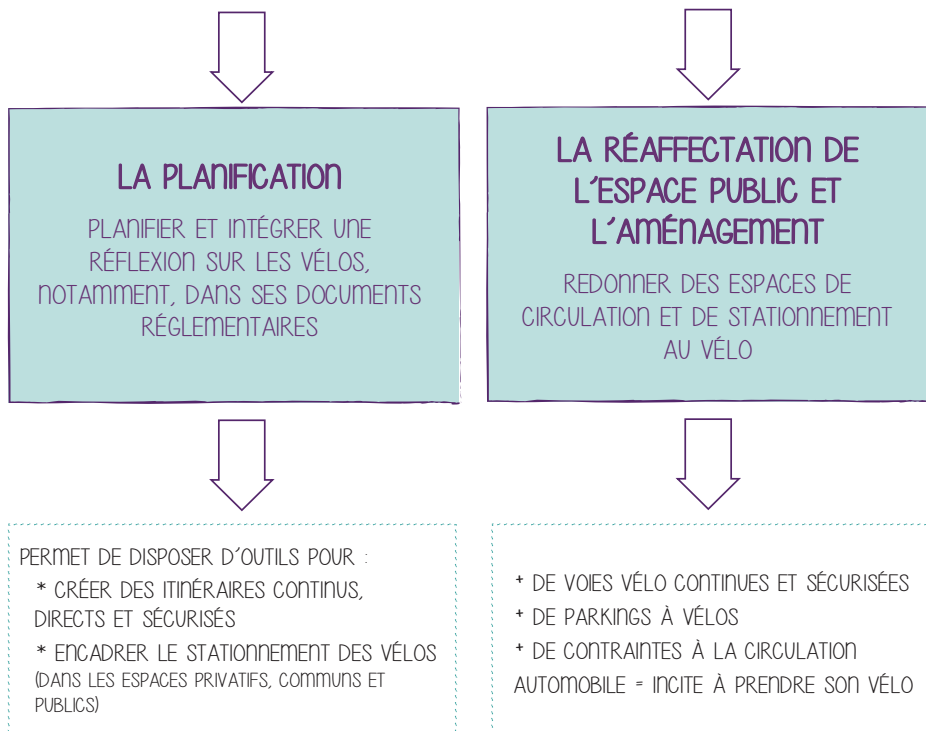 LA PLANIFICATION
PLANIFIER ET INTÉGRER UNE
RÉFLEXION SUR LES VÉLOS,
NOTAMMENT, DANS SES DOCUMENTS
RÉGLEMENTAIRES
LA RÉAFFECTATION DE
L'ESPACE PUBLIC ET
L'AMÉNAGEMENT
REDONNER DES ESPACES DE
CIRCULATION ET DE STATIONNEMENT
AU VÉLO
PERMET DE DISPOSER D'OUTILS POUR :
* CRÉER DES ITINÉRAIRES CONTINUS,
DIRECTS ET SÉCURISÉS
* ENCADRER LE STATIONNEMENT DES VÉLOS
(DANS LES ESPACES PRIVATIFS, COMMUNS ET
PUBLICS)
+ DE VOIES VÉLO CONTINUES ET SÉCURISÉES
+ DE PARKINGS À VÉLOS
+ DE CONTRAINTES À LA CIRCULATION
AUTOMOBILE = INCITE À PRENDRE SON VÉLO